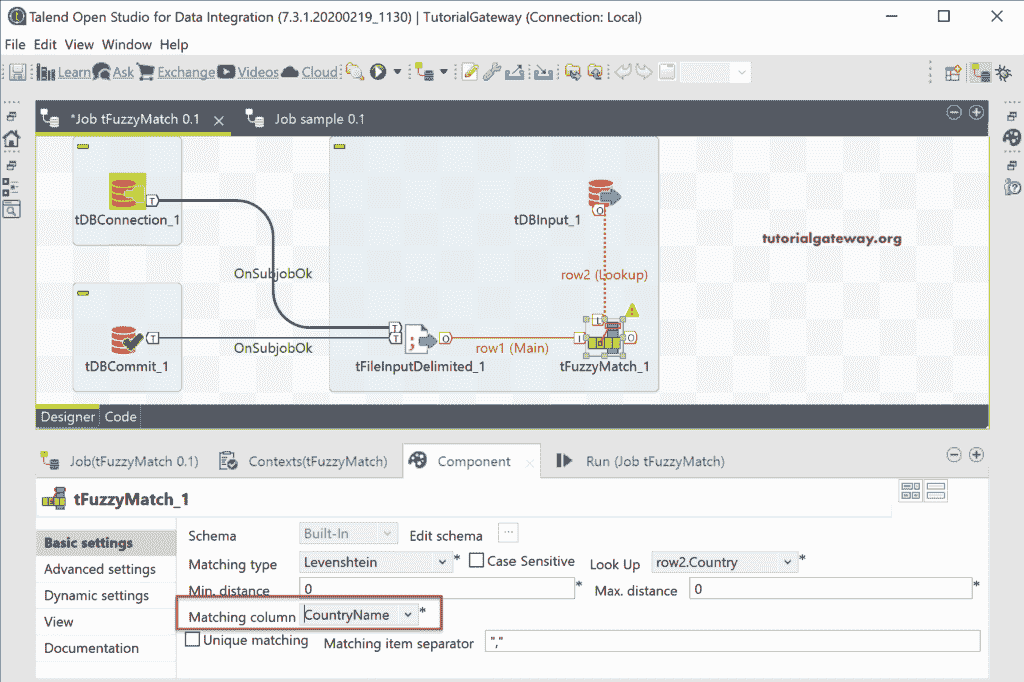 Talend Open Studio for Data Integration (7.3.1.20200219_1130) | TutorialGateway (Connection: Local)
File Edit View Window Help
Learn Ask Exchange Videos Cloud
*Job tFuzzyMatch 0.1 Job sample 0.1
tDBConnection_1
T
tDBInput_1
O
tutorialgateway.org
OnSubjobOk
row2 (Lookup)
T
L
T T O I O
OnSubjobOk
row1 (Main)
tDBCommit_1
tFileInputDelimited_1
tFuzzyMatch_1
Designer Code
Job(tFuzzyMatch 0.1) Contexts(tFuzzyMatch) Component Run (Job tFuzzyMatch)
tFuzzyMatch_1
Basic settings
Advanced settings
Dynamic settings
View
Documentation
Schema Built-In Edit schema ...
Matching type Levenshtein * Case Sensitive Look Up row2.Country *
Min. distance 0 * Max. distance 0 *
Matching column CountryName *
Unique matching Matching item separator ","